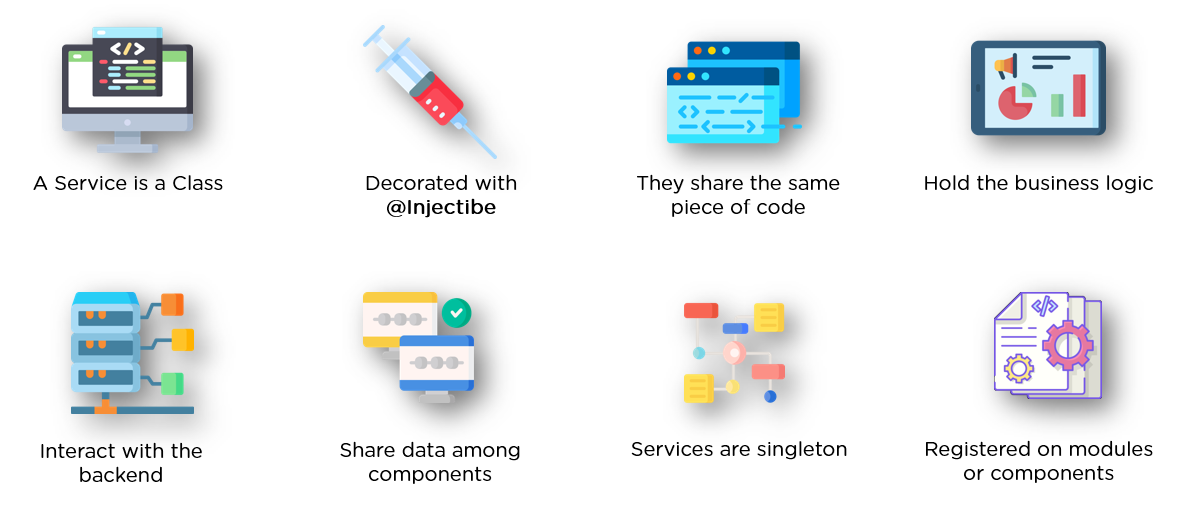 A Service is a Class
Decorated with
@Injectibe
They share the same
piece of code
Hold the business logic
Interact with the
backend
Share data among
components
Services are singleton
Registered on modules
or components